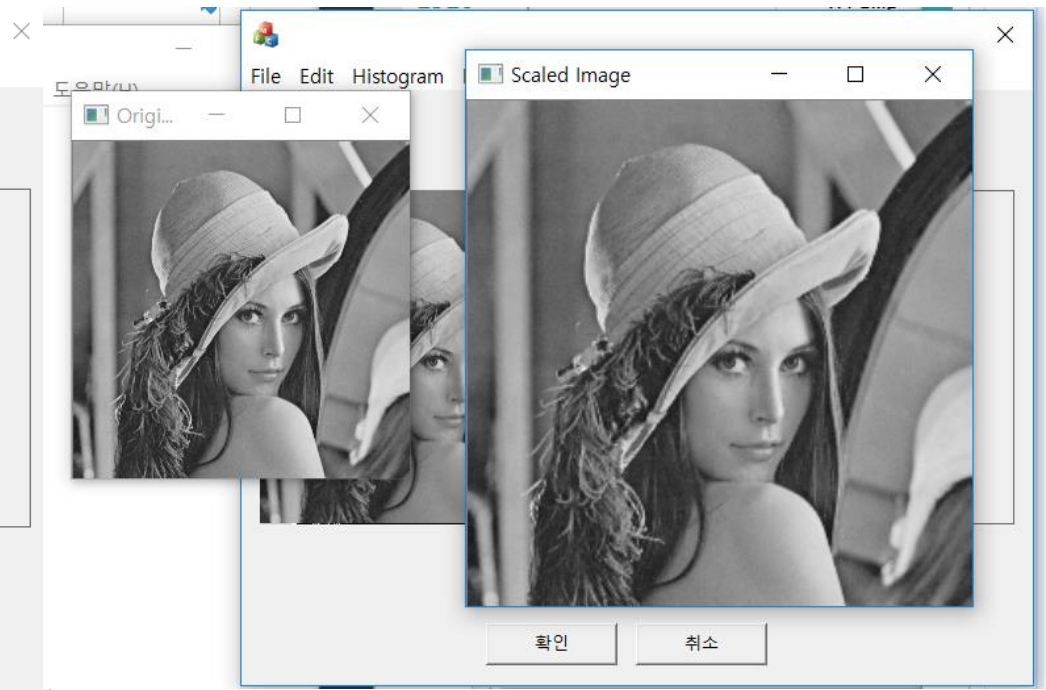 File Edit Histogram
Scaled Image
Origi...
확인
취소